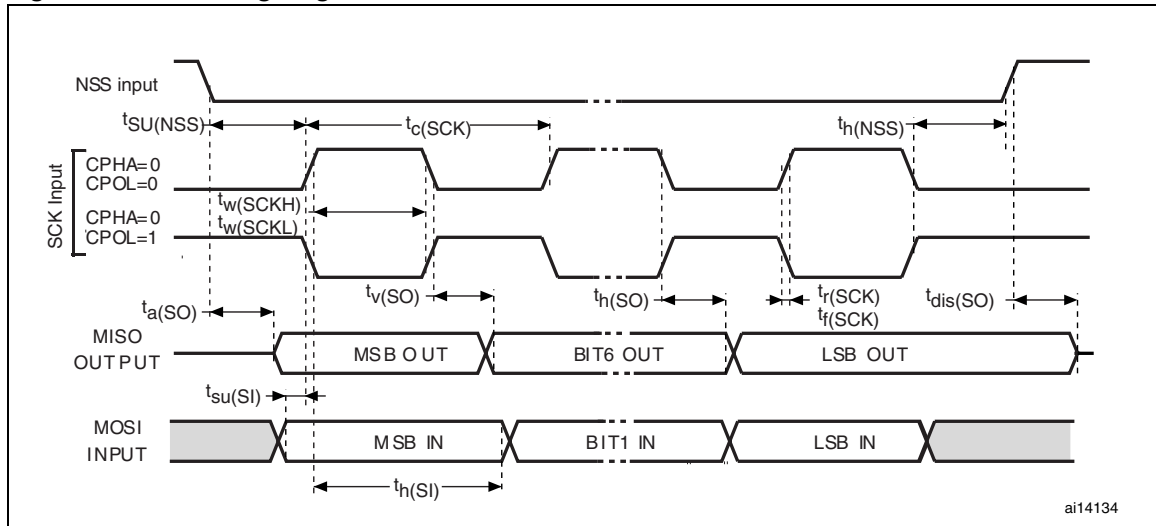 NSS input
tSU(NSS)
tc(SCK)
th(NSS)
SCK Input
CPHA=0
CPOL=0
CPHA=0
CPOL=1
tw(SCKH)
tw(SCKL)
ta(SO)
tv(SO)
th(SO)
tr(SCK)
tf(SCK)
tdis(SO)
MISO
OUTPUT
MSB OUT
BIT6 OUT
LSB OUT
tsu(SI)
MOSI
INPUT
MSB IN
BIT1 IN
LSB IN
th(SI)
ai14134